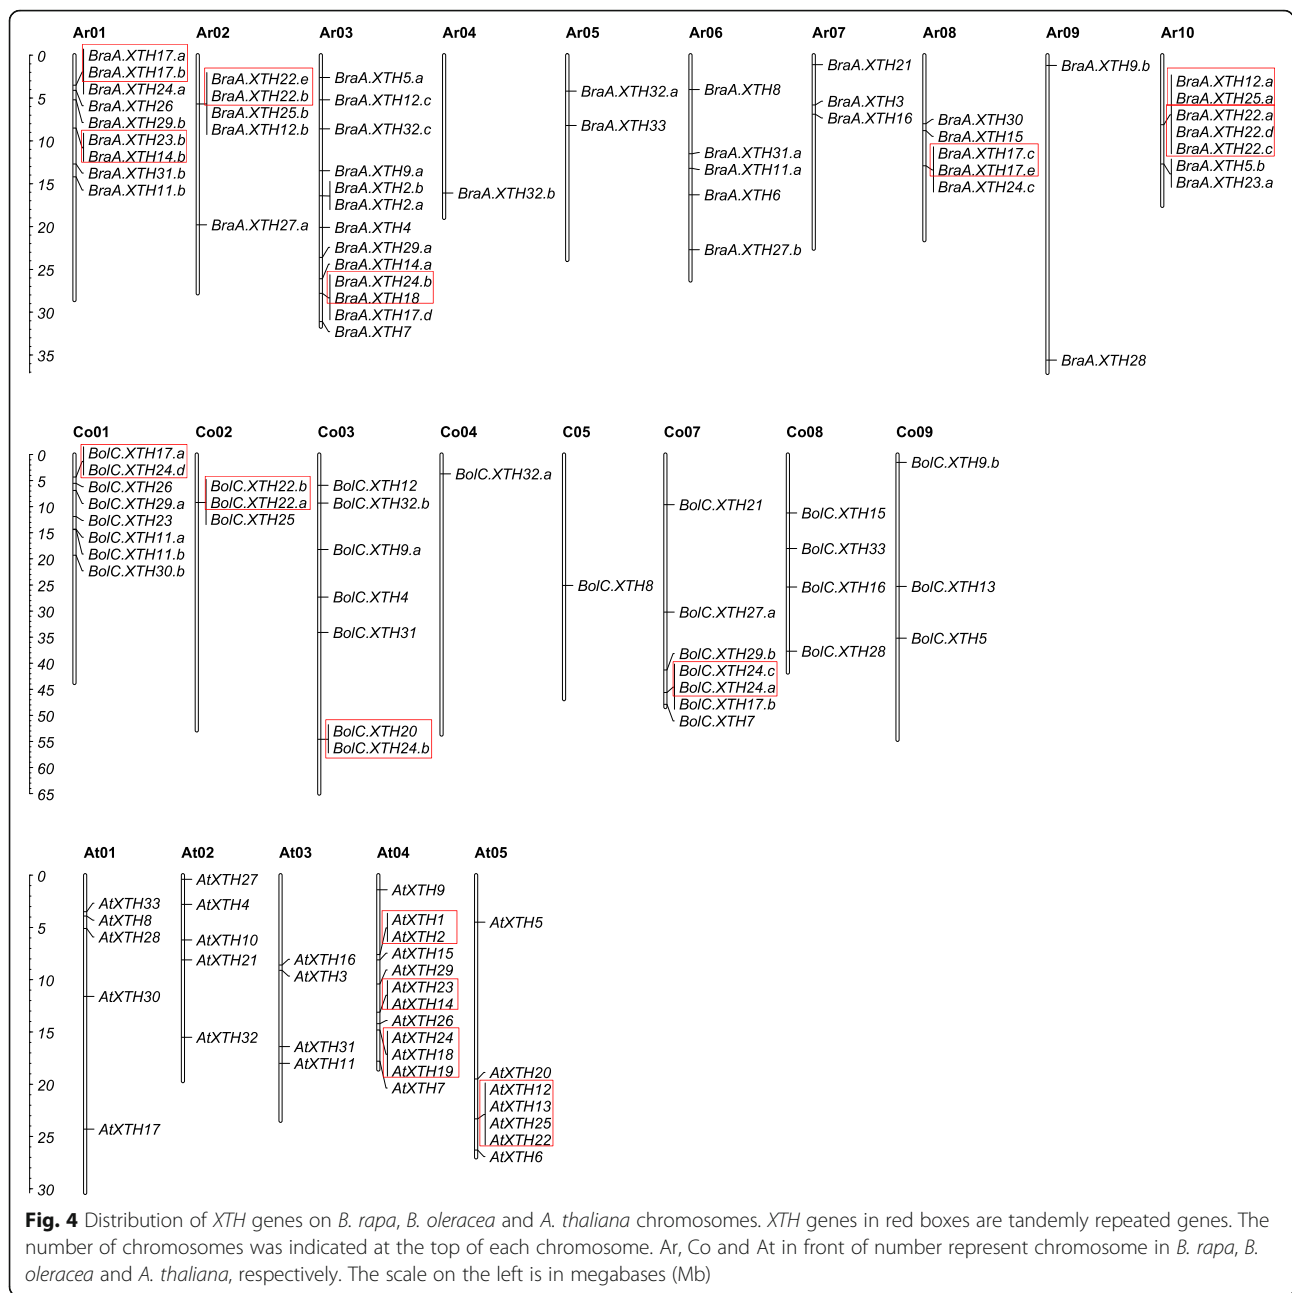 Ar01 Ar02 Ar03 Ar04 Ar05 Ar06 Ar07 Ar08 Ar09 Ar10
0
5
10
15
20
25
30
35
BraA.XTH17.a
BraA.XTH17.b
BraA.XTH24.a
BraA.XTH26
BraA.XTH29.b
BraA.XTH23.b
BraA.XTH14.b
BraA.XTH31.b
BraA.XTH11.b
BraA.XTH22.e
BraA.XTH22.b
BraA.XTH25.b
BraA.XTH12.b
BraA.XTH27.a
BraA.XTH5.a
BraA.XTH12.c
BraA.XTH32.c
BraA.XTH9.a
BraA.XTH2.b
BraA.XTH2.a
BraA.XTH4
BraA.XTH29.a
BraA.XTH14.a
BraA.XTH24.b
BraA.XTH18
BraA.XTH17.d
BraA.XTH7
BraA.XTH32.b
BraA.XTH32.a
BraA.XTH33
BraA.XTH8
BraA.XTH31.a
BraA.XTH11.a
BraA.XTH6
BraA.XTH27.b
BraA.XTH21
BraA.XTH3
BraA.XTH16
BraA.XTH30
BraA.XTH15
BraA.XTH17.c
BraA.XTH17.e
BraA.XTH24.c
BraA.XTH9.b
BraA.XTH28
BraA.XTH12.a
BraA.XTH25.a
BraA.XTH22.a
BraA.XTH22.d
BraA.XTH22.c
BraA.XTH5.b
BraA.XTH23.a
Co01 Co02 Co03 Co04 C05 Co07 Co08 Co09
0
5
10
15
20
25
30
35
40
45
50
55
60
65
BolC.XTH17.a
BolC.XTH24.d
BolC.XTH26
BolC.XTH29.a
BolC.XTH23
BolC.XTH11.a
BolC.XTH11.b
BolC.XTH30.b
BolC.XTH22.b
BolC.XTH22.a
BolC.XTH25
BolC.XTH12
BolC.XTH32.b
BolC.XTH9.a
BolC.XTH4
BolC.XTH31
BolC.XTH20
BolC.XTH24.b
BolC.XTH32.a
BolC.XTH8
BolC.XTH21
BolC.XTH27.a
BolC.XTH29.b
BolC.XTH24.c
BolC.XTH24.a
BolC.XTH17.b
BolC.XTH7
BolC.XTH15
BolC.XTH33
BolC.XTH16
BolC.XTH28
BolC.XTH9.b
BolC.XTH13
BolC.XTH5
At01 At02 At03 At04 At05
0
5
10
15
20
25
30
AtXTH33
AtXTH8
AtXTH28
AtXTH30
AtXTH17
AtXTH27
AtXTH4
AtXTH10
AtXTH21
AtXTH32
AtXTH16
AtXTH3
AtXTH31
AtXTH11
AtXTH9
AtXTH1
AtXTH2
AtXTH15
AtXTH29
AtXTH23
AtXTH14
AtXTH26
AtXTH24
AtXTH18
AtXTH19
AtXTH7
AtXTH5
AtXTH20
AtXTH12
AtXTH13
AtXTH25
AtXTH22
AtXTH6
Fig. 4 Distribution of XTH genes on B. rapa, B. oleracea and A. thaliana chromosomes. XTH genes in red boxes are tandemly repeated genes. The
number of chromosomes was indicated at the top of each chromosome. Ar, Co and At in front of number represent chromosome in B. rapa, B.
oleracea and A. thaliana, respectively. The scale on the left is in megabases (Mb)